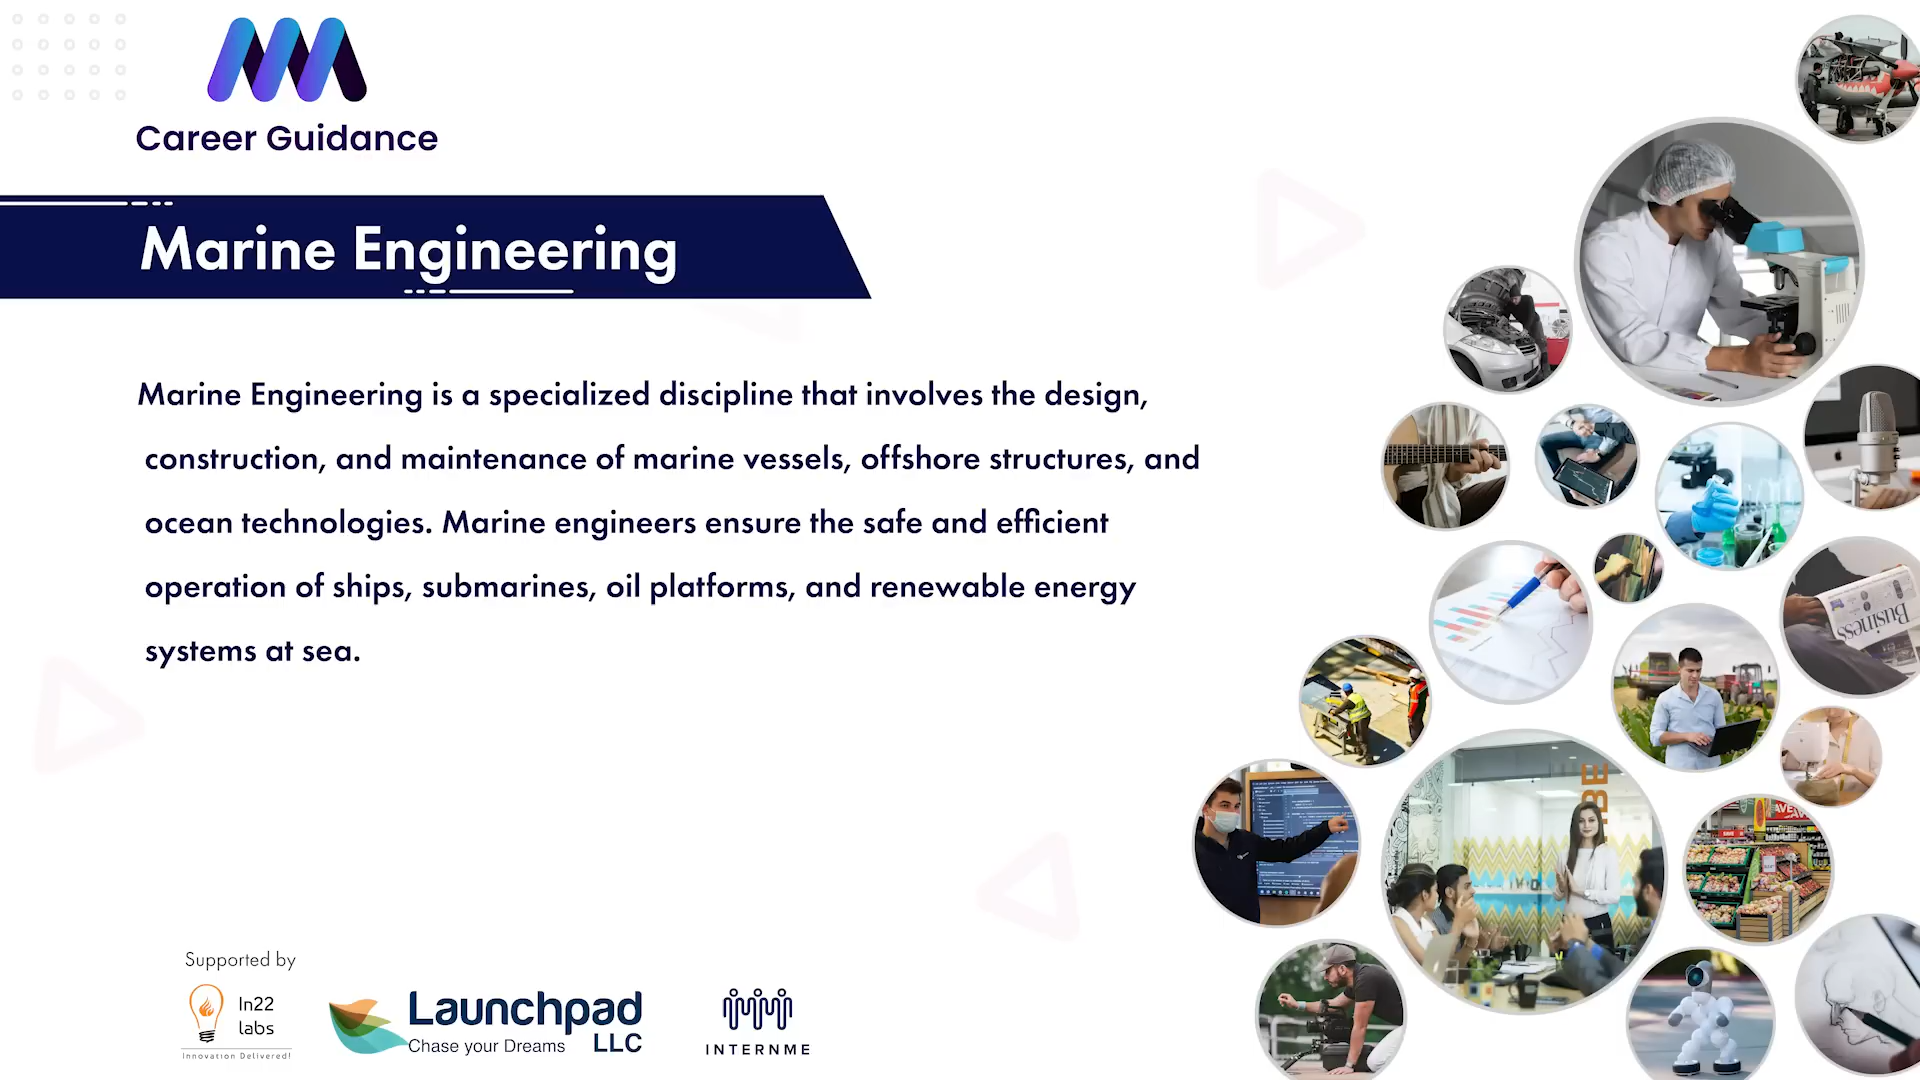 Career Guidance
Marine Engineering
Marine Engineering is a specialized discipline that involves the design,
construction, and maintenance of marine vessels, offshore structures, and
ocean technologies. Marine engineers ensure the safe and efficient
operation of ships, submarines, oil platforms, and renewable energy
systems at sea.
Business
Supported by
In22
labs
Innovation Delivered!
Launchpad
LLC
Chase your Dreams
INTERNME